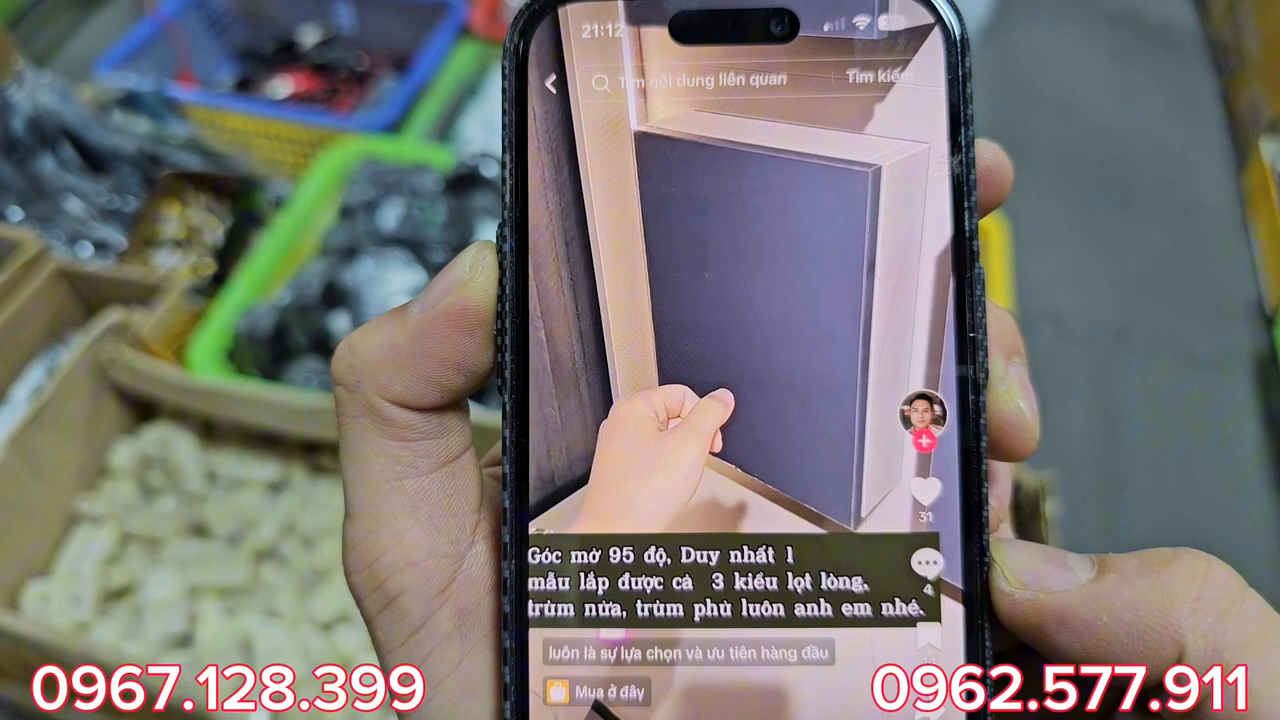 21:12
Tìm nội dung liên quan
Tìm kiếm
31
Góc mở 95 độ, Duy nhất 1
mẫu lắp được cả 3 kiểu lọt lòng,
trùm nửa, trùm phủ luôn anh em nhé.
4
luôn là sự lựa chọn và ưu tiên hàng đầu
Mua ở đây
0967.128.399
0962.577.911